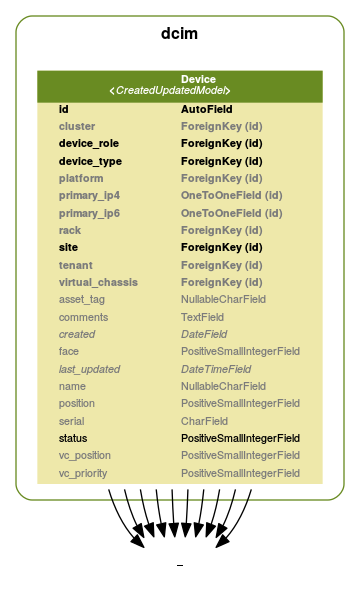 dcim
Device
<CreatedUpdatedModel>
id AutoField
cluster ForeignKey (id)
device_role ForeignKey (id)
device_type ForeignKey (id)
platform ForeignKey (id)
primary_ip4 OneToOneField (id)
primary_ip6 OneToOneField (id)
rack ForeignKey (id)
site ForeignKey (id)
tenant ForeignKey (id)
virtual_chassis ForeignKey (id)
asset_tag NullableCharField
comments TextField
created DateField
face PositiveSmallIntegerField
last_updated DateTimeField
name NullableCharField
position PositiveSmallIntegerField
serial CharField
status PositiveSmallIntegerField
vc_position PositiveSmallIntegerField
vc_priority PositiveSmallIntegerField
_